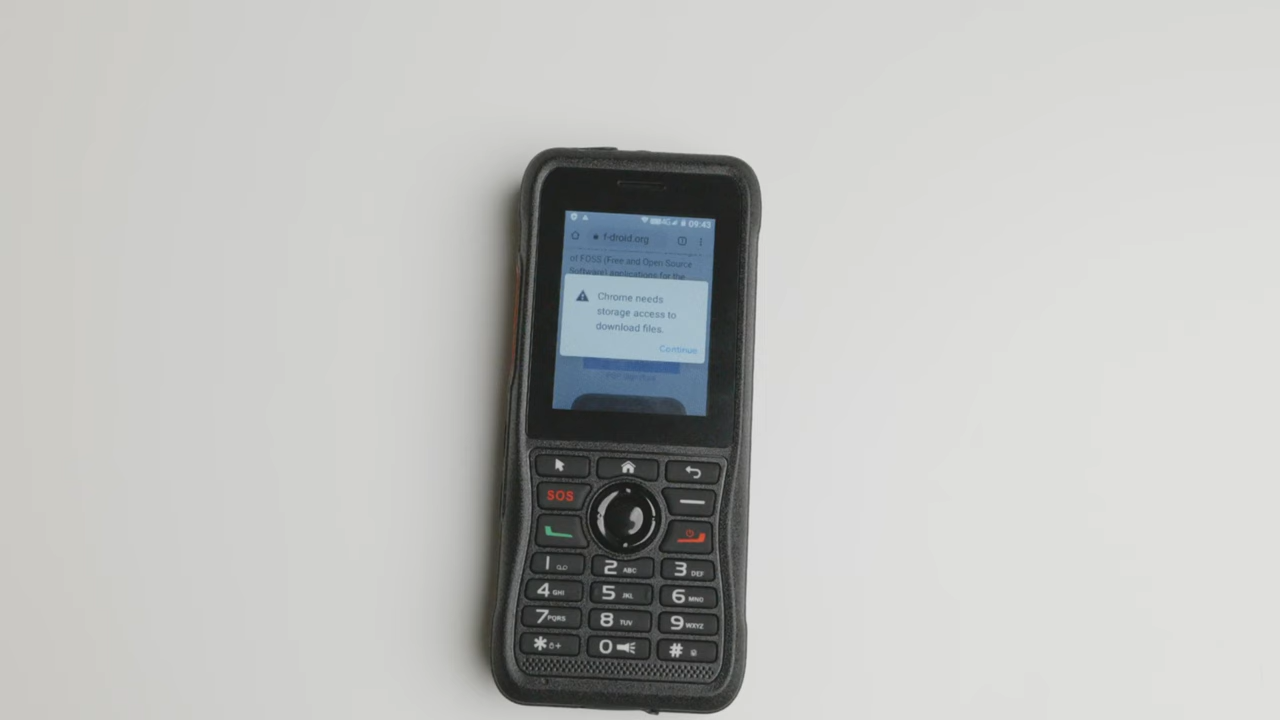 4G 09:43
f-droid.org
of FOSS (Free and Open Source
Software) applications for the
Chrome needs
storage access to
download files.
Continue
SOS
1
2 ABC
3 DEF
4 GHI
5 JKL
6 MNO
7 PQRS
8 TUV
9 WXYZ
*
0
#